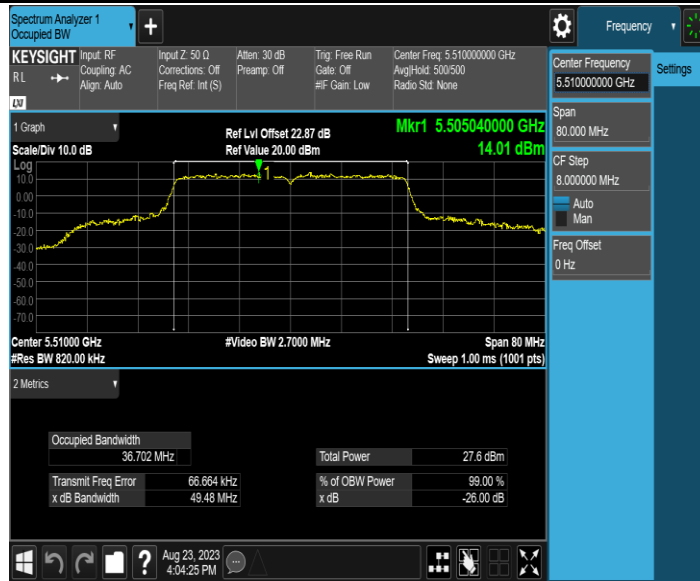 Spectrum Analyzer 1
Occupied BW
+
Frequency
KEYSIGHT
RL
LXI
Input: RF
Coupling: AC
Align: Auto
Input Z: 50 Ω
Corrections: Off
Freq Ref: Int (S)
Atten: 30 dB
Preamp: Off
Trig: Free Run
Gate: Off
#IF Gain: Low
Center Freq: 5.510000000 GHz
Avg|Hold: 500/500
Radio Std: None
Center Frequency
5.510000000 GHz
Settings
Span
80.000 MHz
CF Step
8.000000 MHz
Auto
Man
Freq Offset
0 Hz
1 Graph
Scale/Div 10.0 dB
Ref Lvl Offset 22.87 dB
Ref Value 20.00 dBm
Mkr1 5.505040000 GHz
14.01 dBm
Log
10.0
0.00
-10.0
-20.0
-30.0
-40.0
-50.0
-60.0
-70.0
1
Center 5.51000 GHz
#Res BW 820.00 kHz
#Video BW 2.7000 MHz
Span 80 MHz
Sweep 1.00 ms (1001 pts)
2 Metrics
Occupied Bandwidth
36.702 MHz
Total Power 27.6 dBm
Transmit Freq Error 66.664 kHz
% of OBW Power 99.00 %
x dB Bandwidth 49.48 MHz
x dB -26.00 dB
?
Aug 23, 2023
4:04:25 PM